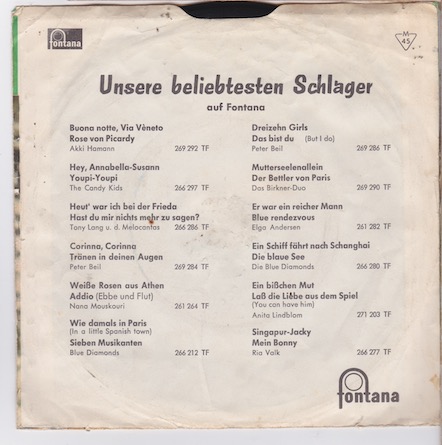 fontana
M
45
Unsere beliebtesten Schlager
auf Fontana
Buona notte, Via Vèneto
Rose von Picardy
Akki Hamann 269 292 TF
Hey, Annabella-Susann
Youpi-Youpi
The Candy Kids 266 297 TF
Heut' war ich bei der Frieda
Hast du mir nichts mehr zu sagen?
Tony Lang u. d. Melocantos 266 286 TF
Corinna, Corinna
Tränen in deinen Augen
Peter Beil 269 284 TF
Weiße Rosen aus Athen
Addio (Ebbe und Flut)
Nana Mouskouri 261 264 TF
Wie damals in Paris
(In a little Spanish town)
Sieben Musikanten
Blue Diamonds 266 212 TF
Dreizehn Girls
Das bist du (But I do)
Peter Beil 269 286 TF
Mutterseelenallein
Der Bettler von Paris
Das Birkner-Duo 269 290 TF
Er war ein reicher Mann
Blue rendezvous
Elga Andersen 261 282 TF
Ein Schiff fährt nach Schanghai
Die blaue See
Die Blue Diamonds 266 280 TF
Ein bißchen Mut
Laß die Liebe aus dem Spiel
(You can have him)
Anita Lindblom 271 203 TF
Singapur-Jacky
Mein Bonny
Ria Valk 266 277 TF
fontana